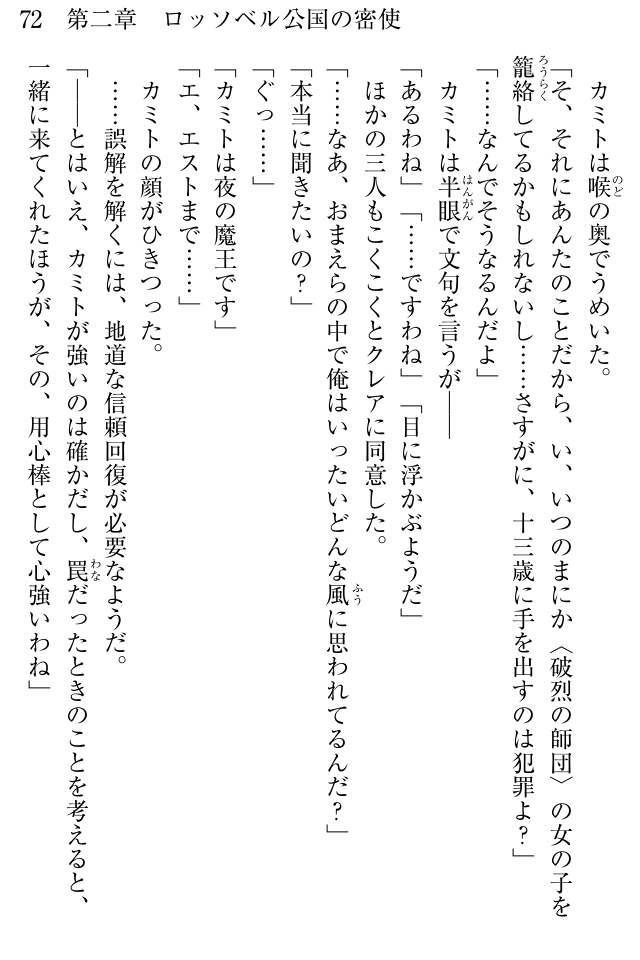 72　第二章　ロッソベル公国の密使
　カミトは喉の奥でうめいた。
「そ、それにあんたのことだから、い、いつのまにか〈破烈の師団〉の女の子を
籠絡してるかもしれないし……さすがに、十三歳に手を出すのは犯罪よ？」
「……なんでそうなるんだよ」
　カミトは半眼で文句を言うが――
「あるわね」「……ですわね」「目に浮かぶようだ」
　ほかの三人もこくこくとクレアに同意した。
「……なあ、おまえらの中で俺はいったいどんな風に思われてるんだ？」
「本当に聞きたいの？」
「ぐっ……」
「カミトは夜の魔王です」
「エ、エストまで……」
　カミトの顔がひきつった。
　……誤解を解くには、地道な信頼回復が必要なようだ。
「――とはいえ、カミトが強いのは確かだし、罠だったときのことを考えると、
一緒に来てくれたほうが、その、用心棒として心強いわね」